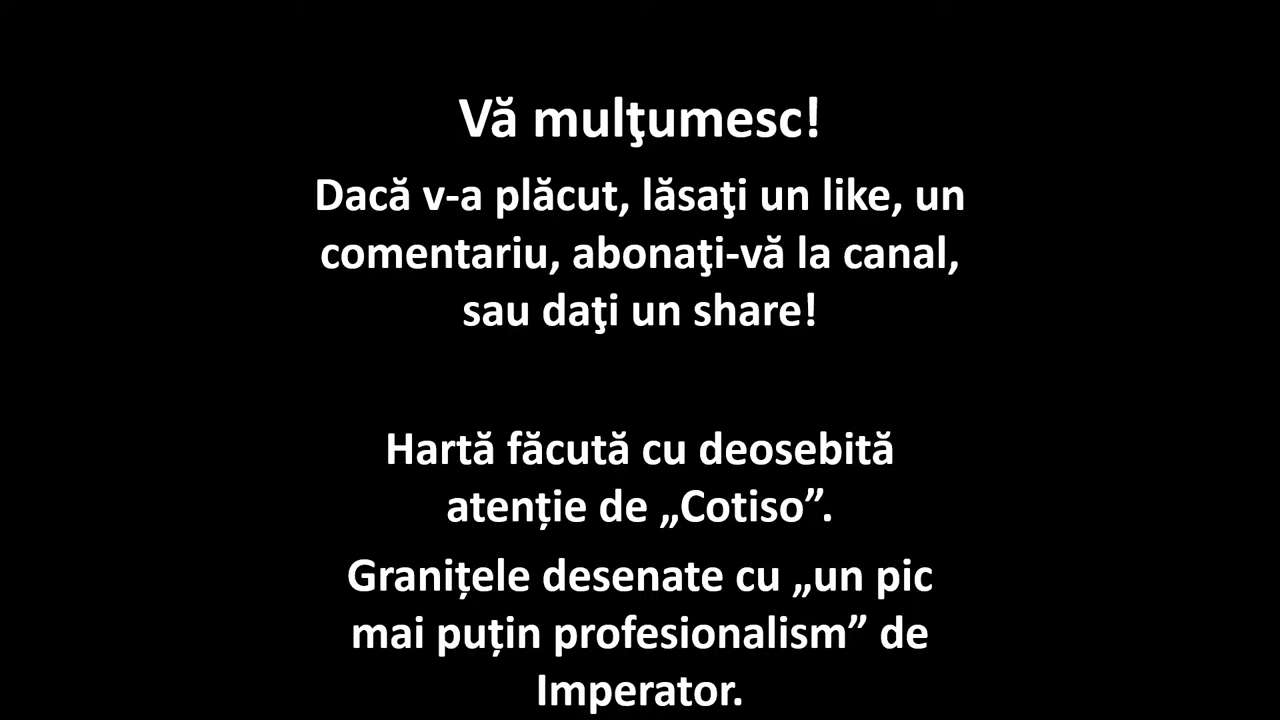 Vă mulţumesc!
Dacă v-a plăcut, lăsaţi un like, un
comentariu, abonaţi-vă la canal,
sau daţi un share!
Hartă făcută cu deosebită
atenție de „Cotiso”.
Granițele desenate cu „un pic
mai puțin profesionalism” de
Imperator.